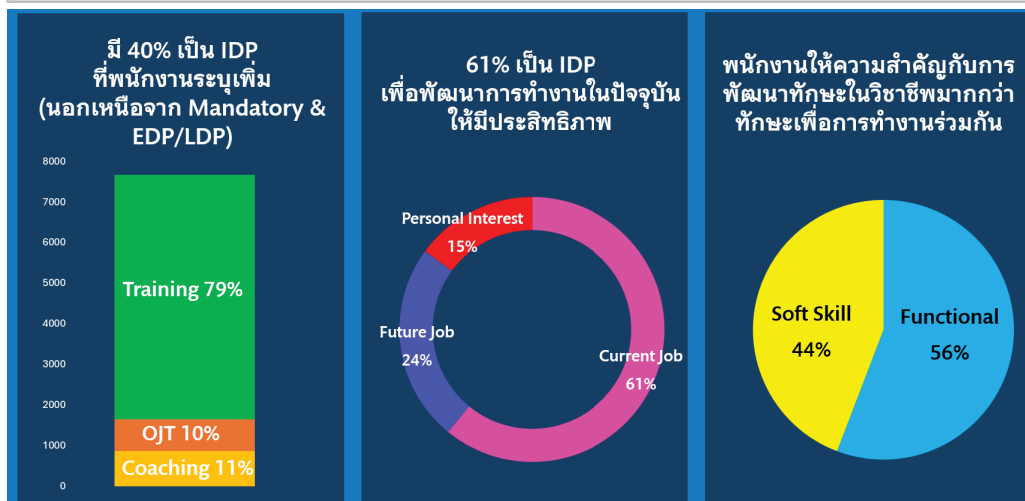 มี 40% เป็น IDP
ที่พนักงานระบุเพิ่ม
(นอกเหนือจาก Mandatory &
EDP/LDP)
8000
7000
6000
5000
4000
3000
2000
1000
0
Training 79%
OJT 10%
Coaching 11%
61% เป็น IDP
เพื่อพัฒนาการทำงานในปัจจุบัน
ให้มีประสิทธิภาพ
Personal Interest
15%
Future Job
24%
Current Job
61%
พนักงานให้ความสำคัญกับการ
พัฒนาทักษะในวิชาชีพมากกว่า
ทักษะเพื่อการทำงานร่วมกัน
Soft Skill
44%
Functional
56%